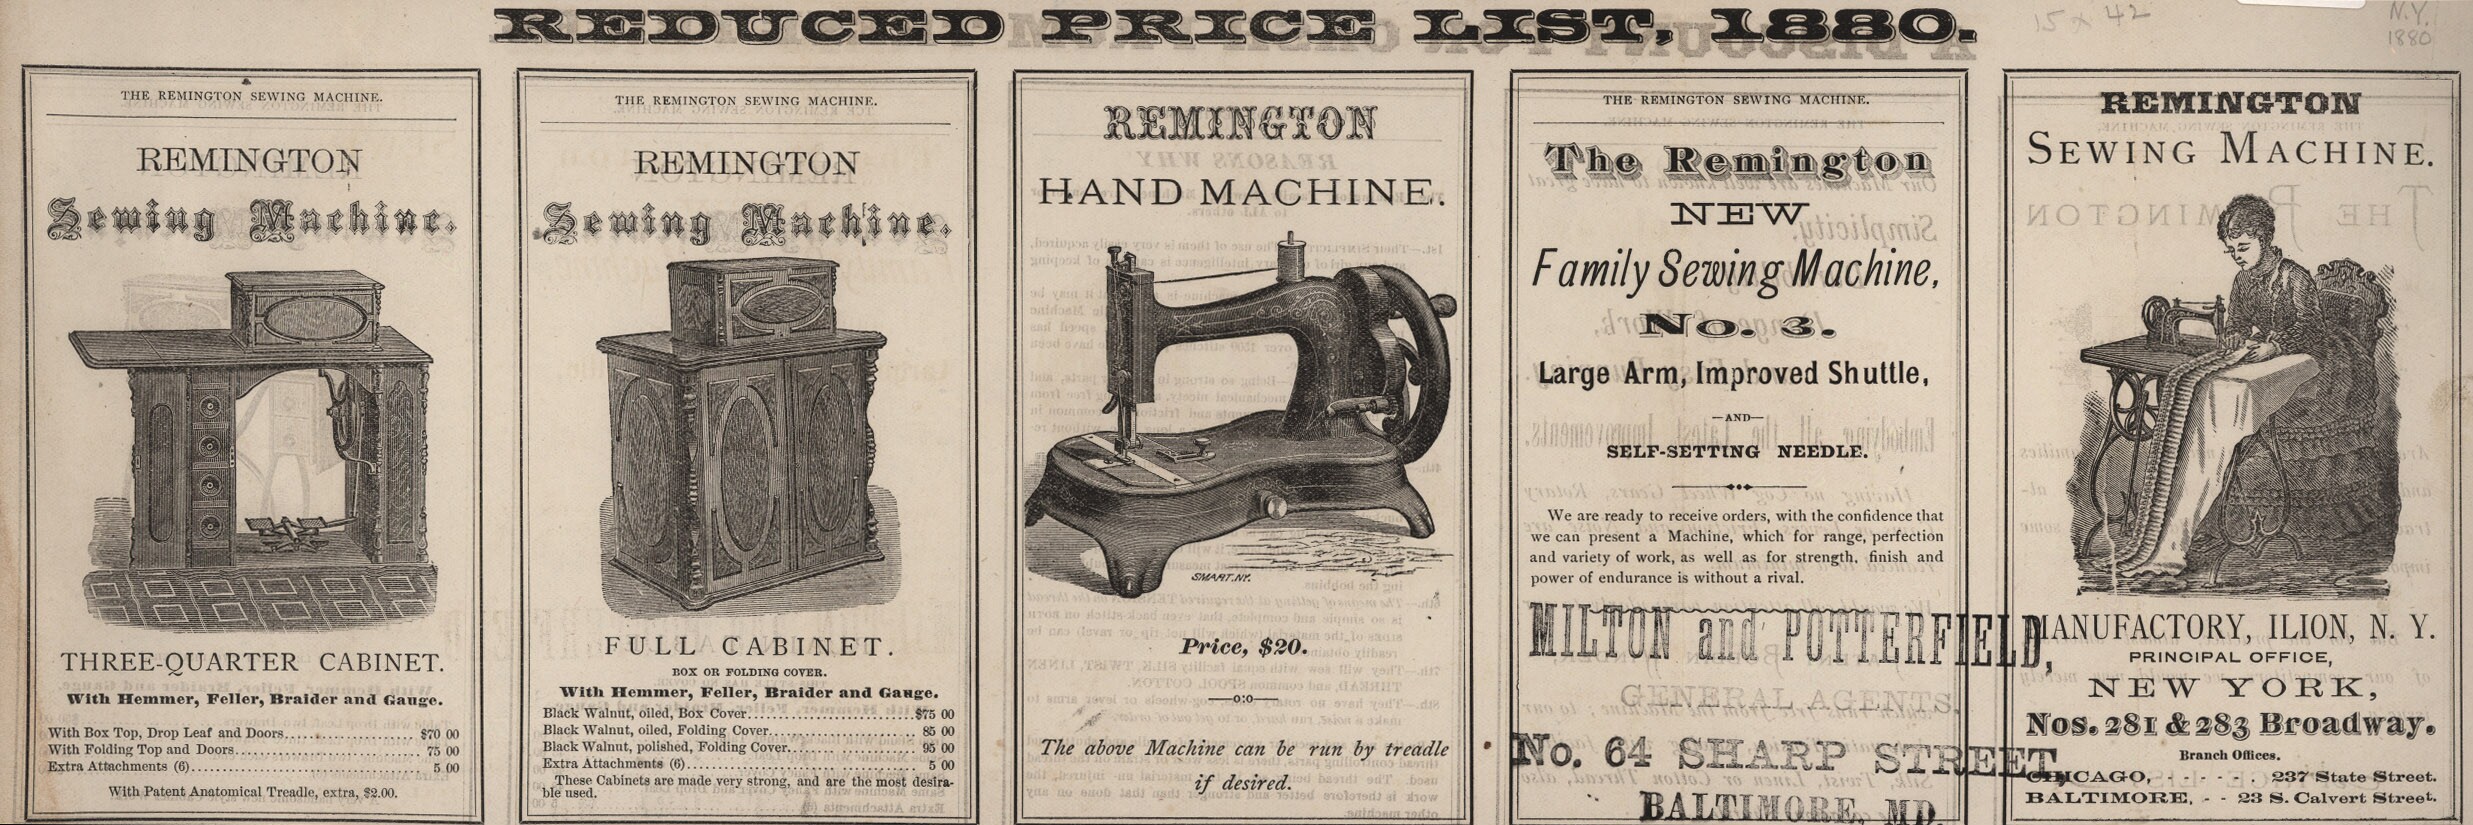 REDUCED PRICE LIST, 1880.
15 x 42
N.Y.
1880
THE REMINGTON SEWING MACHINE.
REMINGTON
Sewing Machine.
THREE-QUARTER CABINET.
With Hemmer, Feller, Braider and Gauge.
With Box Top, Drop Leaf and Doors..............................$70 00
With Folding Top and Doors....................................... 75 00
Extra Attachments (6)................................................ 5 00
With Patent Anatomical Treadle, extra, $2.00.
THE REMINGTON SEWING MACHINE.
REMINGTON
Sewing Machine.
FULL CABINET.
BOX OR FOLDING COVER.
With Hemmer, Feller, Braider and Gauge.
Black Walnut, oiled, Box Cover..............................$75 00
Black Walnut, oiled, Folding Cover.......................... 85 00
Black Walnut, polished, Folding Cover...................... 95 00
Extra Attachments (6)............................................. 5 00
These Cabinets are made very strong, and are the most desira-
ble used.
REMINGTON
HAND MACHINE.
SMART. NY.
Price, $20.
—:o:—
The above Machine can be run by treadle
if desired.
THE REMINGTON SEWING MACHINE.
The Remington
NEW
Family Sewing Machine,
No. 3.
Large Arm, Improved Shuttle,
—AND—
SELF-SETTING NEEDLE.
We are ready to receive orders, with the confidence that
we can present a Machine, which for range, perfection
and variety of work, as well as for strength, finish and
power of endurance is without a rival.
MILTON and POTTERFIELD,
GENERAL AGENTS.
No. 64 SHARP STREET,
BALTIMORE, MD.
REMINGTON
SEWING MACHINE.
MANUFACTORY, ILION, N. Y.
PRINCIPAL OFFICE,
NEW YORK,
Nos. 281 & 283 Broadway.
Branch Offices.
CHICAGO, - - - - . 237 State Street.
BALTIMORE, - - 23 S. Calvert Street.